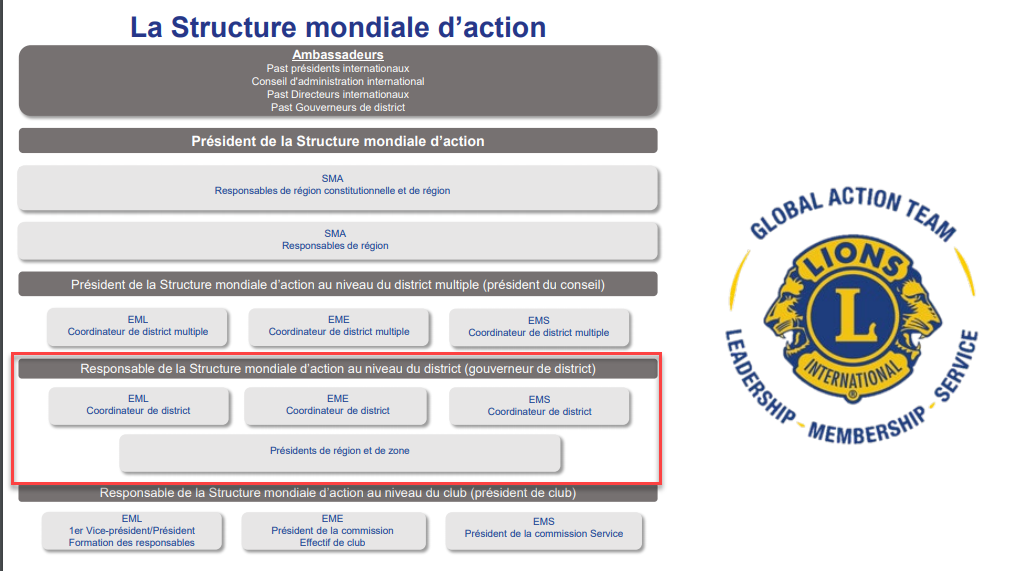 La Structure mondiale d'action
Ambassadeurs
Past présidents internationaux
Conseil d'administration international
Past Directeurs internationaux
Past Gouverneurs de district
Président de la Structure mondiale d'action
SMA
Responsables de région constitutionnelle et de région
SMA
Responsables de région
Président de la Structure mondiale d'action au niveau du district multiple (président du conseil)
EML
Coordinateur de district multiple
EME
Coordinateur de district multiple
EMS
Coordinateur de district multiple
Responsable de la Structure mondiale d'action au niveau du district (gouverneur de district)
EML
Coordinateur de district
EME
Coordinateur de district
EMS
Coordinateur de district
Présidents de région et de zone
Responsable de la Structure mondiale d'action au niveau du club (président de club)
EML
1er Vice-président/Président
Formation des responsables
EME
Président de la commission
Effectif de club
EMS
Président de la commission Service
GLOBAL ACTION TEAM
LIONS
L
INTERNATIONAL
®
LEADERSHIP - MEMBERSHIP - SERVICE